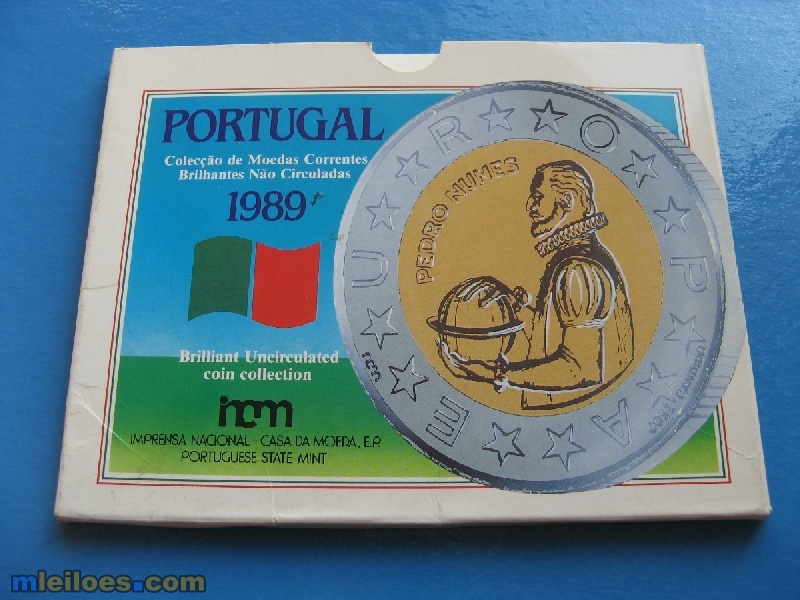 PORTUGAL
Colecção de Moedas Correntes
Brilhantes Não Circuladas
1989
Brilliant Uncirculated
coin collection
incm
IMPRENSA NACIONAL - CASA DA MOEDA, E.P.
PORTUGUESE STATE MINT
EUROPA
PEDRO NUNES
incm
mleiloes.com